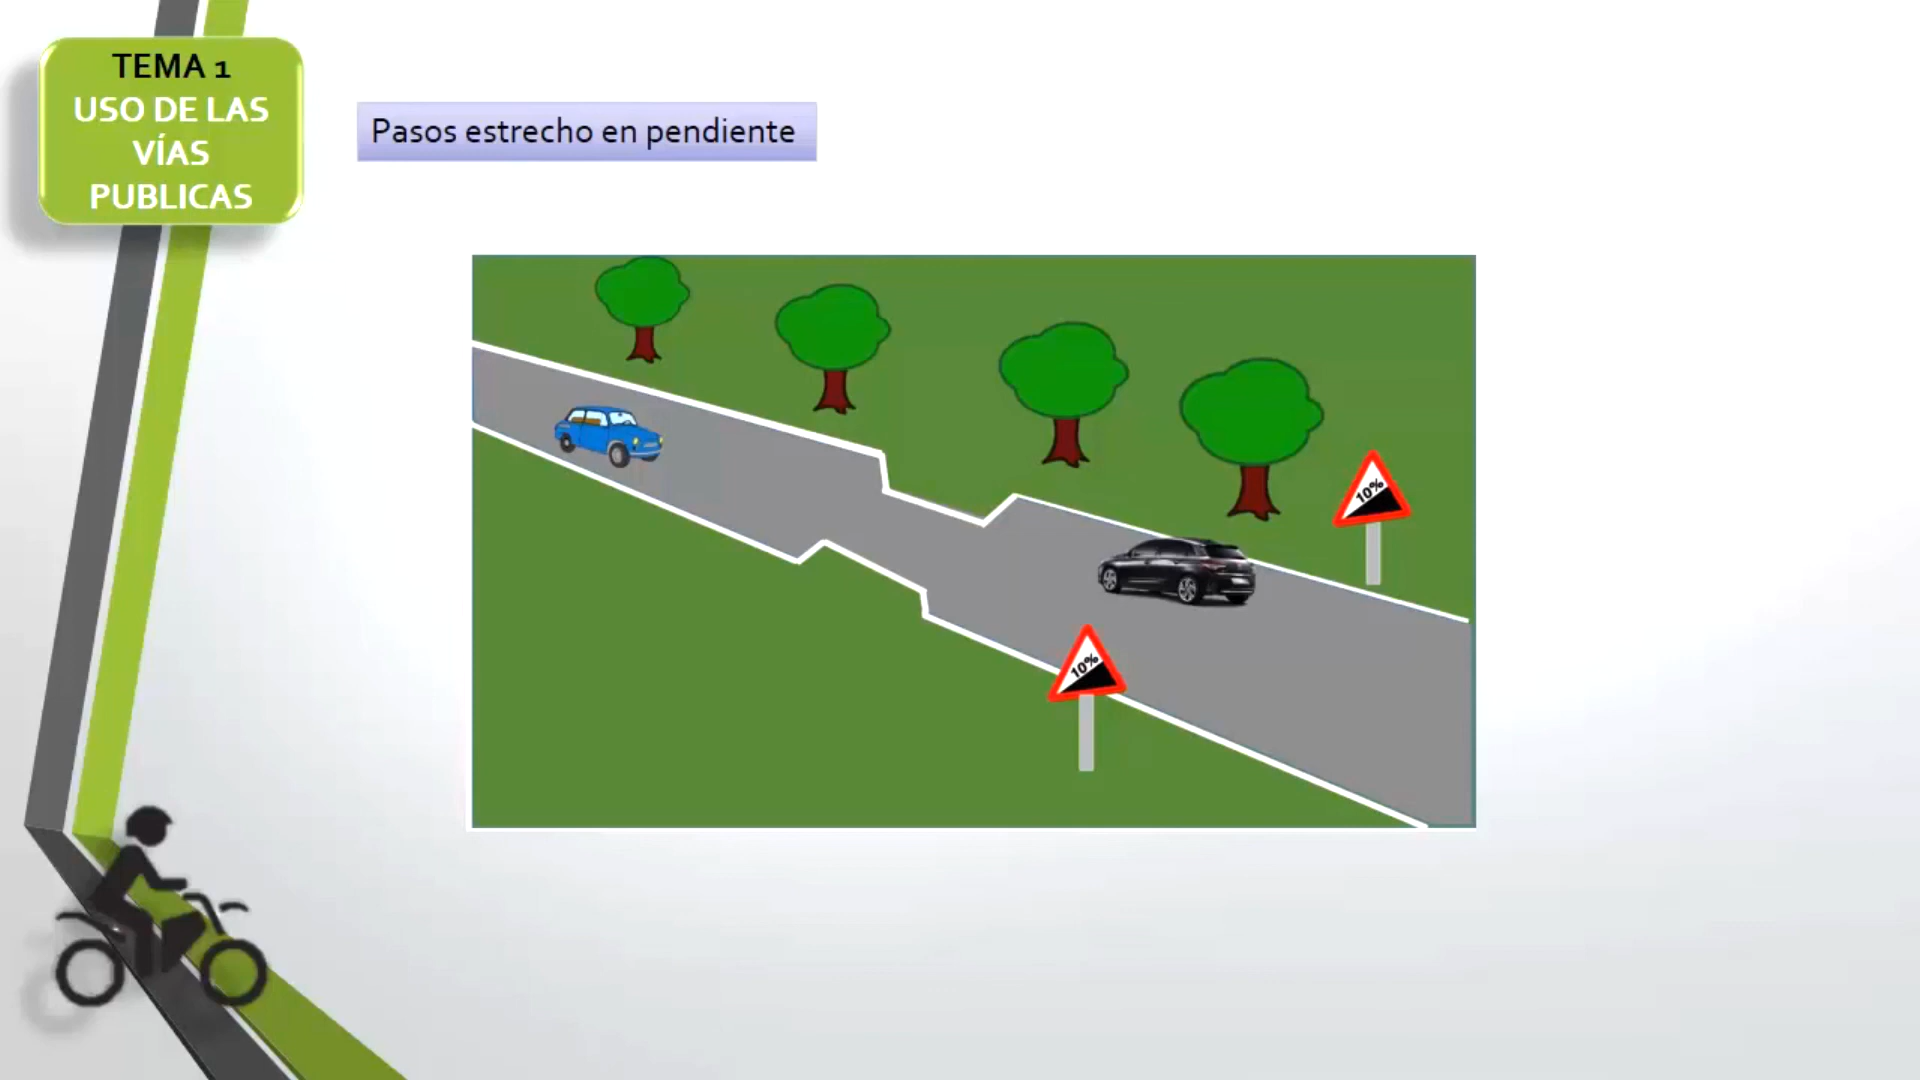 TEMA 1
USO DE LAS
VÍAS
PUBLICAS
Pasos estrecho en pendiente
10%
10%